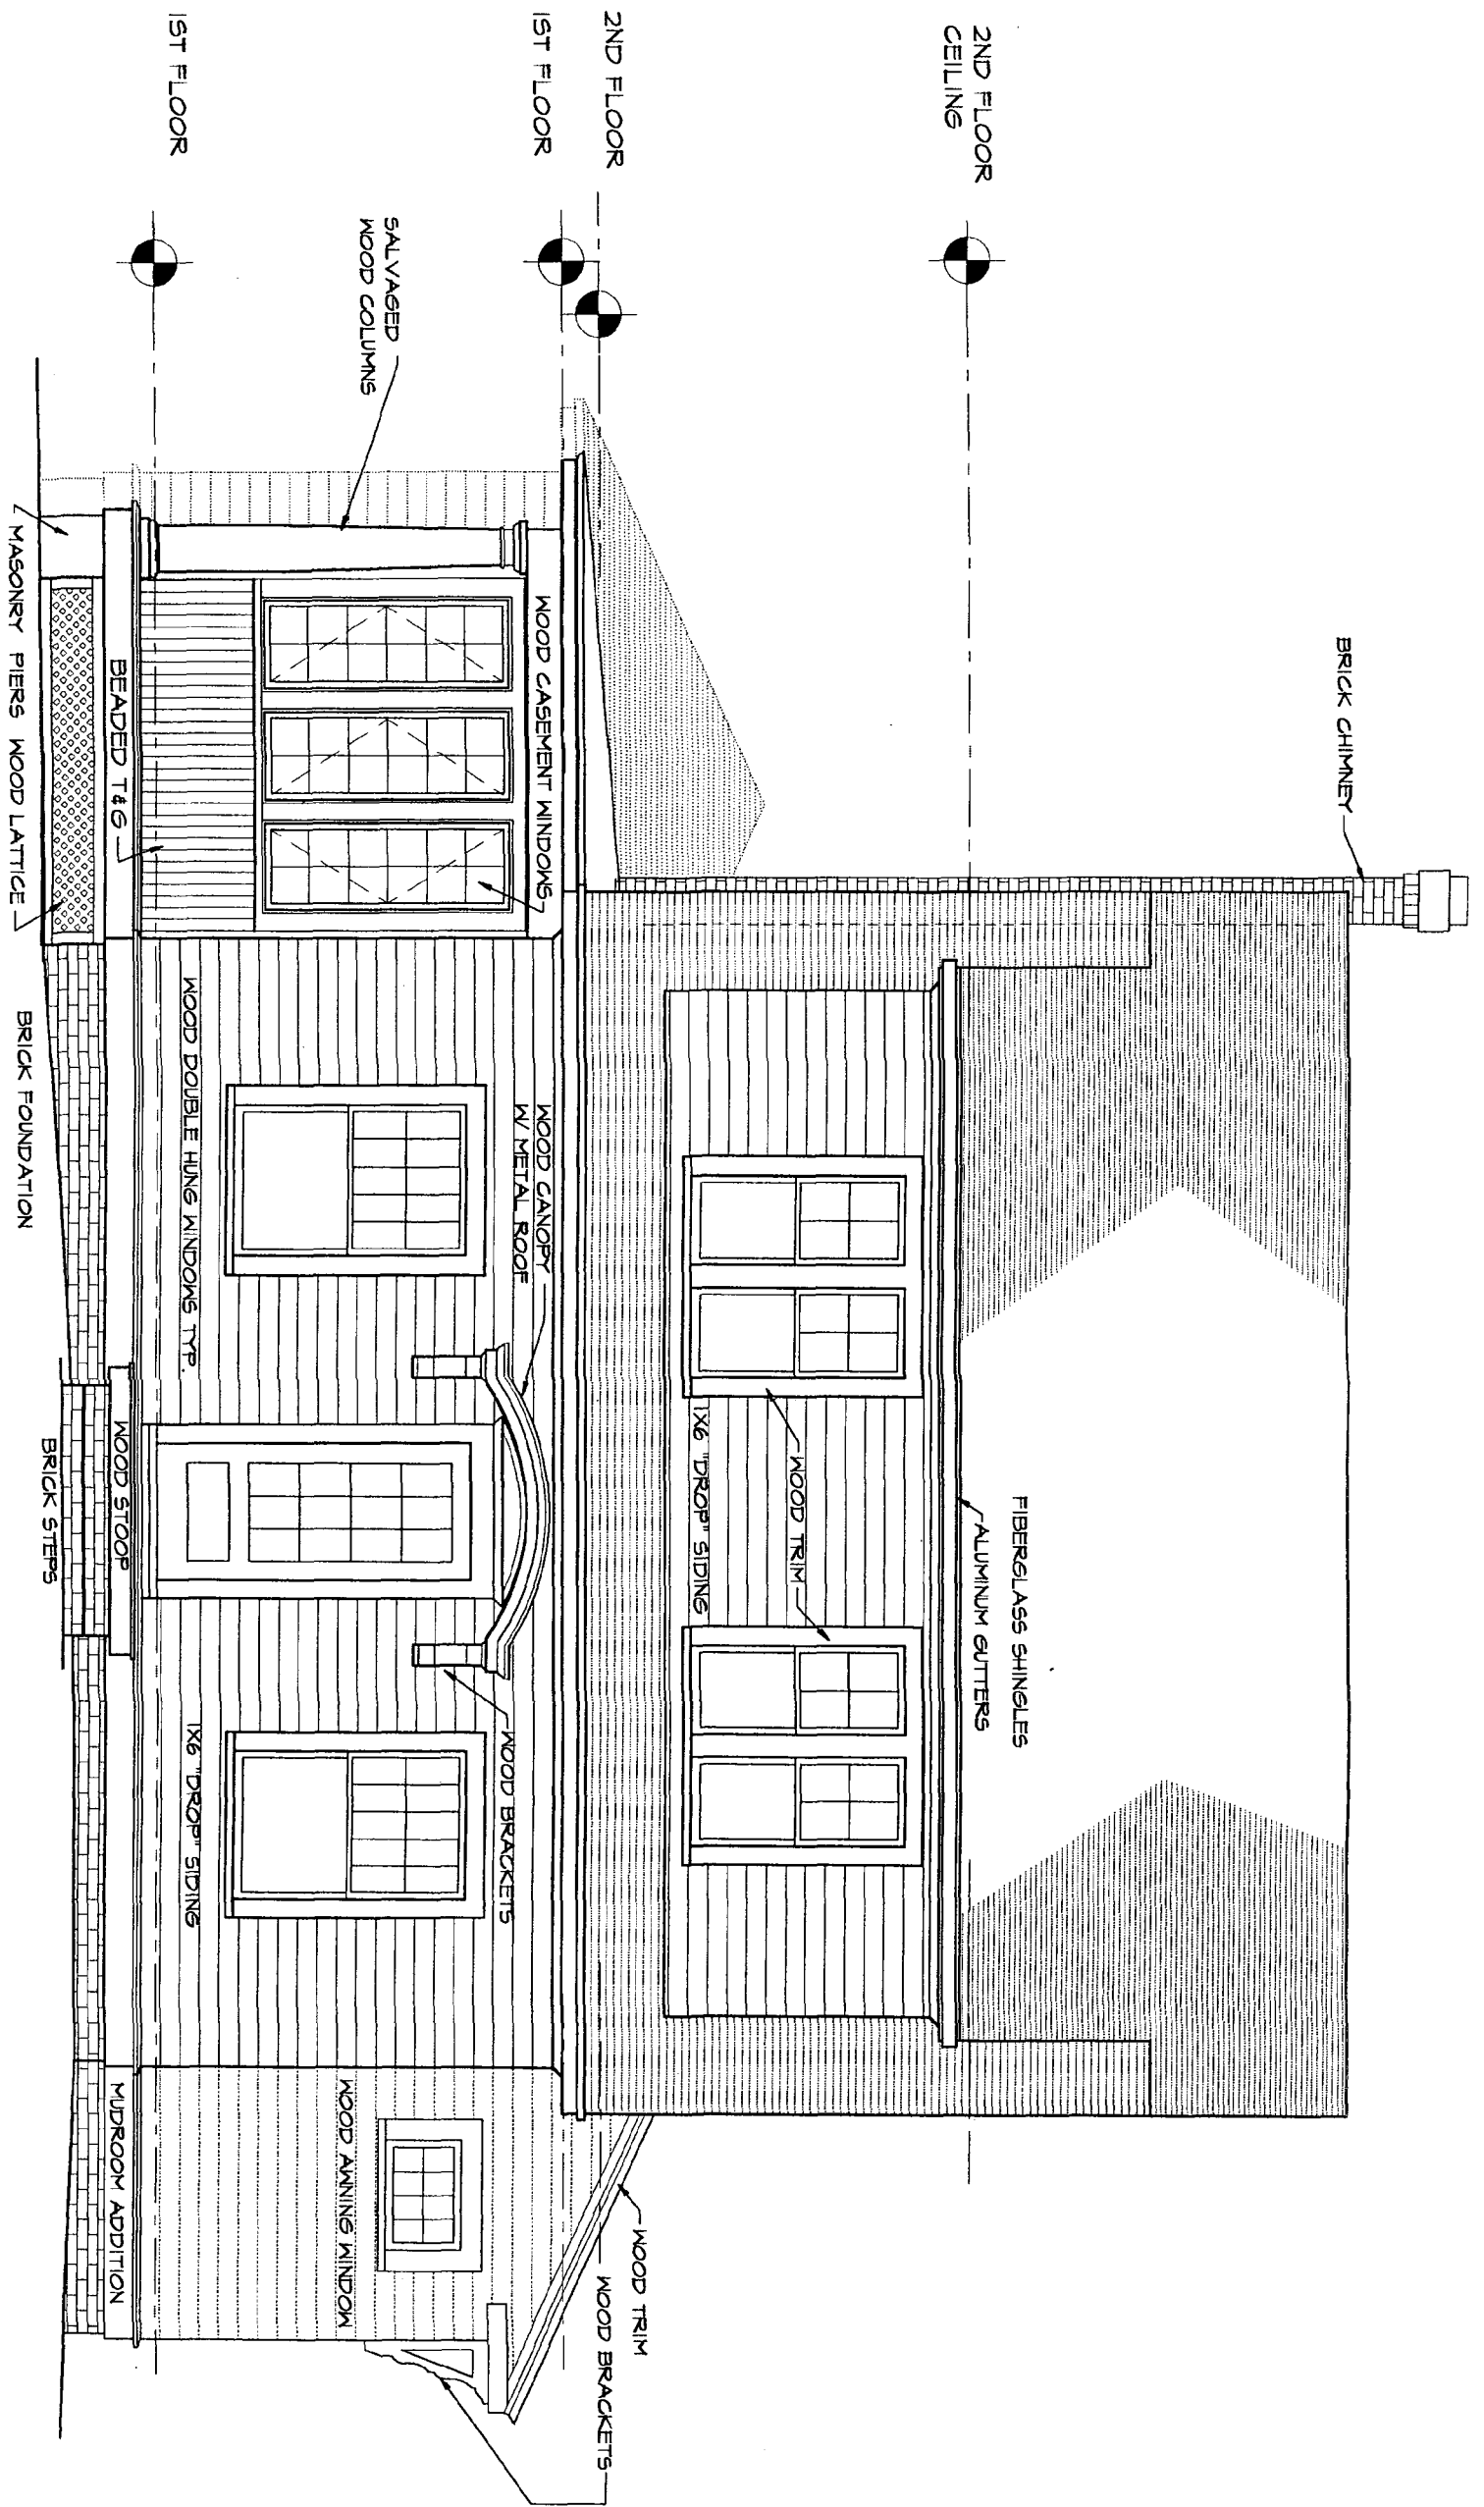 BRICK CHIMNEY
2ND FLOOR
CEILING
FIBERGLASS SHINGLES
ALUMINUM GUTTERS
WOOD TRIM
1X6 "DROP" SIDING
2ND FLOOR
1ST FLOOR
WOOD TRIM
WOOD BRACKETS
WOOD CASEMENT WINDOWS
WOOD CANOPY
W/ METAL ROOF
WOOD BRACKETS
SALVAGED
WOOD COLUMNS
WOOD AWNING WINDOW
WOOD DOUBLE HUNG WINDOWS TYP.
1X6 "DROP" SIDING
1ST FLOOR
BEADED T&G
WOOD STOOP
MUDROOM ADDITION
MASONRY PIERS
WOOD LATTICE
BRICK FOUNDATION
BRICK STEPS